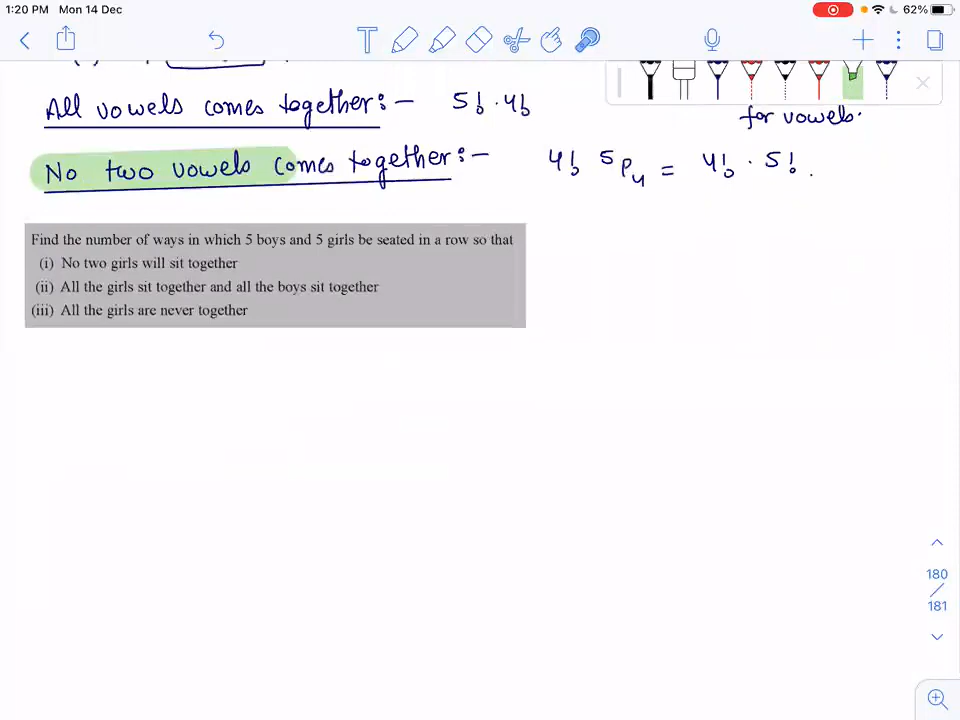 1:20 PM Mon 14 Dec 62%
All vowels comes together:- 5! · 4!
for vowels.
No two vowels comes together:- 4! ⁵P₄ = 4! · 5! .
Find the number of ways in which 5 boys and 5 girls be seated in a row so that
(i) No two girls will sit together
(ii) All the girls sit together and all the boys sit together
(iii) All the girls are never together
180
/
181